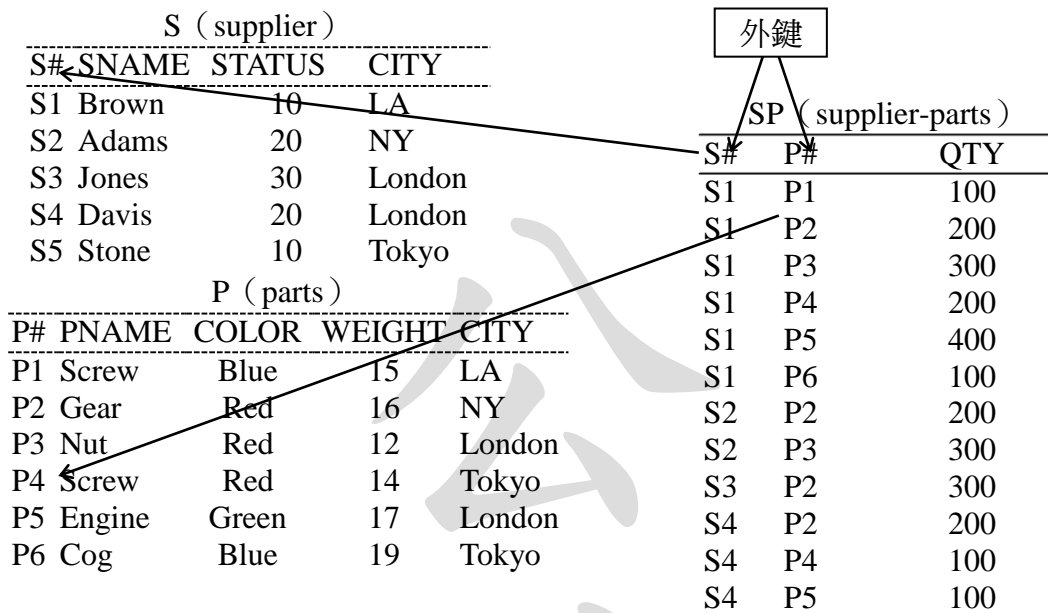 S（supplier）
S# SNAME STATUS CITY
S1 Brown 10 LA
S2 Adams 20 NY
S3 Jones 30 London
S4 Davis 20 London
S5 Stone 10 Tokyo
P（parts）
P# PNAME COLOR WEIGHT CITY
P1 Screw Blue 15 LA
P2 Gear Red 16 NY
P3 Nut Red 12 London
P4 Screw Red 14 Tokyo
P5 Engine Green 17 London
P6 Cog Blue 19 Tokyo
外鍵
SP（supplier-parts）
S# P# QTY
S1 P1 100
S1 P2 200
S1 P3 300
S1 P4 200
S1 P5 400
S1 P6 100
S2 P2 200
S2 P3 300
S3 P2 300
S4 P2 200
S4 P4 100
S4 P5 100
公